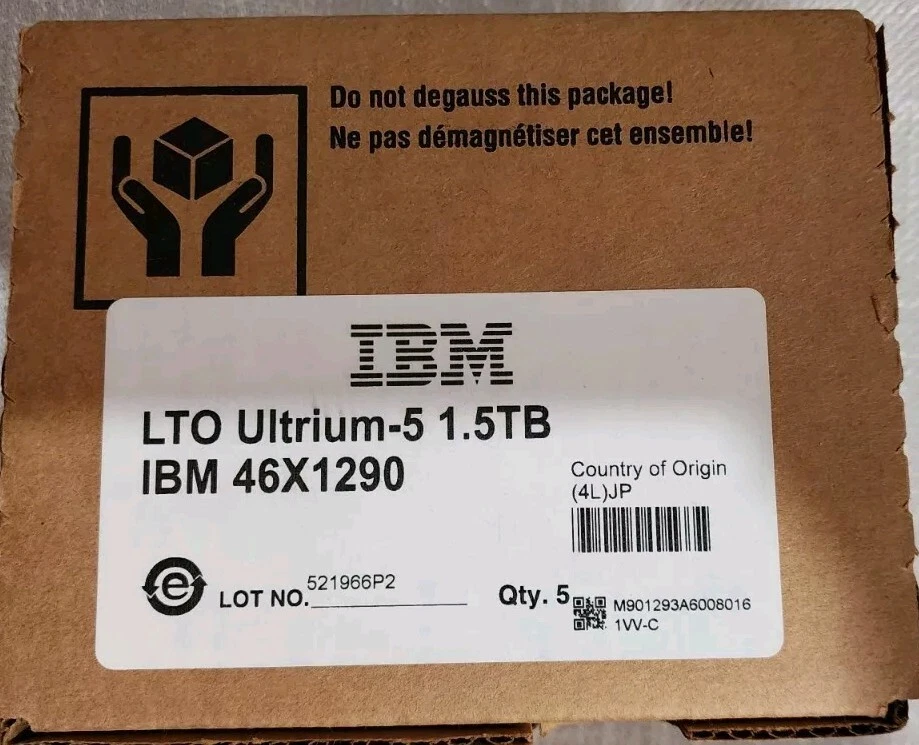 Do not degauss this package!
Ne pas démagnétiser cet ensemble!
IBM
LTO Ultrium-5 1.5TB
IBM 46X1290
Country of Origin
(4L)JP
e
LOT NO. 521966P2
Qty. 5
M901293A6008016
1VV-C